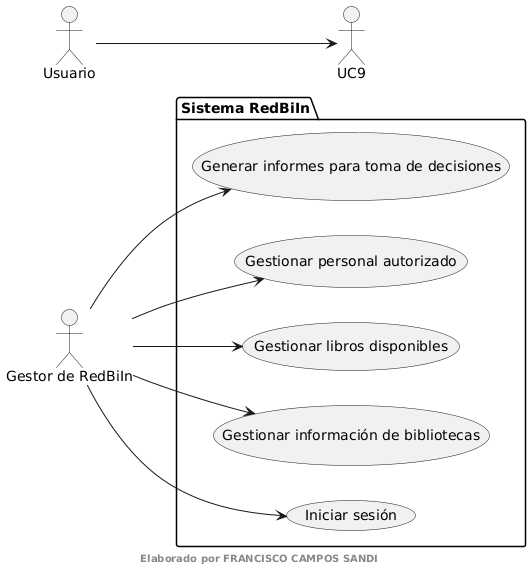 Usuario
UC9
Sistema RedBiIn
Generar informes para toma de decisiones
Gestionar personal autorizado
Gestionar libros disponibles
Gestor de RedBiIn
Gestionar información de bibliotecas
Iniciar sesión
Elaborado por FRANCISCO CAMPOS SANDI